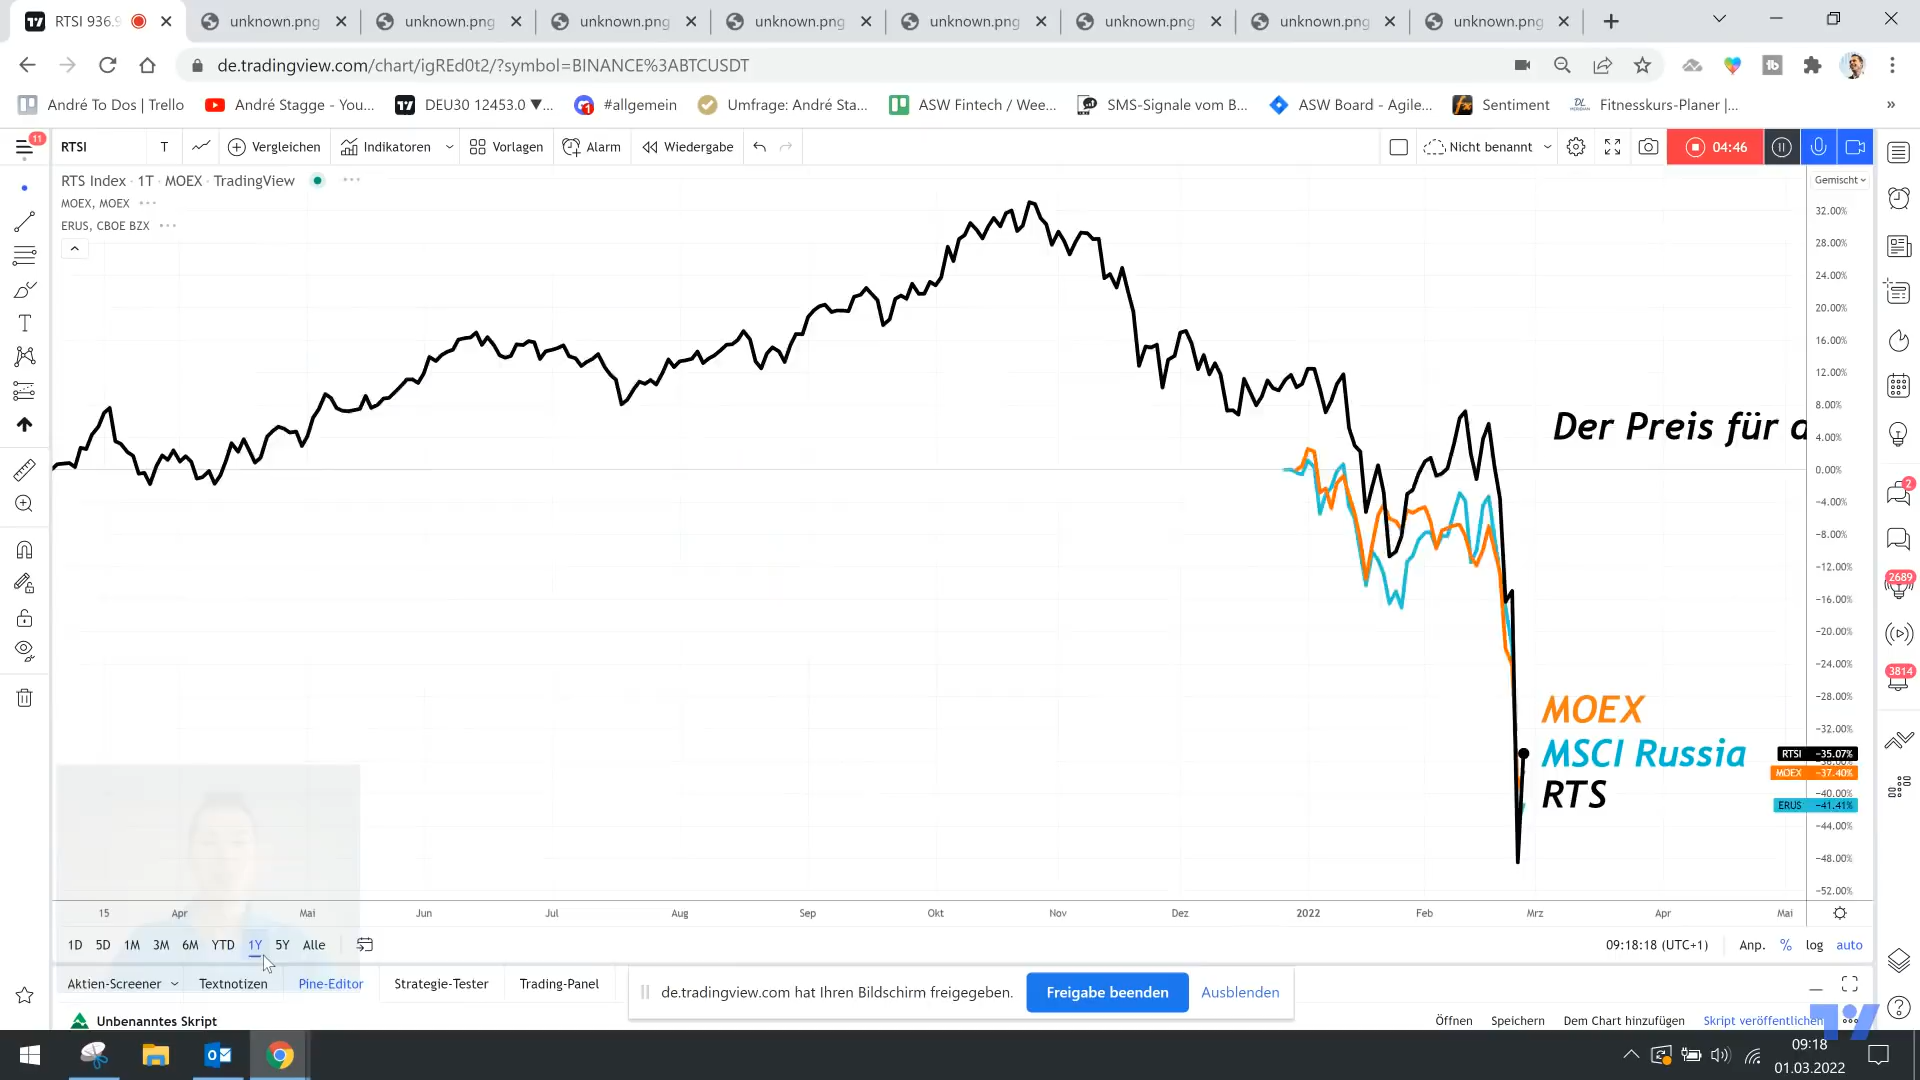 RTSI 936.9
unknown.png
unknown.png
unknown.png
unknown.png
unknown.png
unknown.png
unknown.png
unknown.png
de.tradingview.com/chart/igREd0t2/?symbol=BINANCE%3ABTCUSDT
André To Dos | Trello
André Stagge - You...
DEU30 12453.0 ▼...
#allgemein
Umfrage: André Sta...
ASW Fintech / Wee...
SMS-Signale vom B...
ASW Board - Agile...
Sentiment
Fitnesskurs-Planer |...
»
11
RTSI
T
Vergleichen
Indikatoren
Vorlagen
Alarm
Wiedergabe
Nicht benannt
04:46
RTS Index · 1T · MOEX · TradingView
MOEX, MOEX
ERUS, CBOE BZX
Gemischt
32.00%
28.00%
24.00%
20.00%
16.00%
12.00%
8.00%
4.00%
0.00%
-4.00%
-8.00%
-12.00%
-16.00%
-20.00%
-24.00%
-28.00%
-32.00%
-40.00%
-44.00%
-48.00%
-52.00%
Der Preis für
MOEX
MSCI Russia
RTS
RTSI -35.07%
MOEX -37.40%
ERUS -41.41%
2
2689
3814
15 Apr Mai Jun Jul Aug Sep Okt Nov Dez 2022 Feb Mrz Apr Mai
1D 5D 1M 3M 6M YTD 1Y 5Y Alle
09:18:18 (UTC+1)
Anp. % log auto
Aktien-Screener
Textnotizen
Pine-Editor
Strategie-Tester
Trading-Panel
de.tradingview.com hat Ihren Bildschirm freigegeben.
Freigabe beenden
Ausblenden
Unbenanntes Skript
Öffnen
Speichern
Dem Chart hinzufügen
Skript veröffentlichen
09:18
01.03.2022